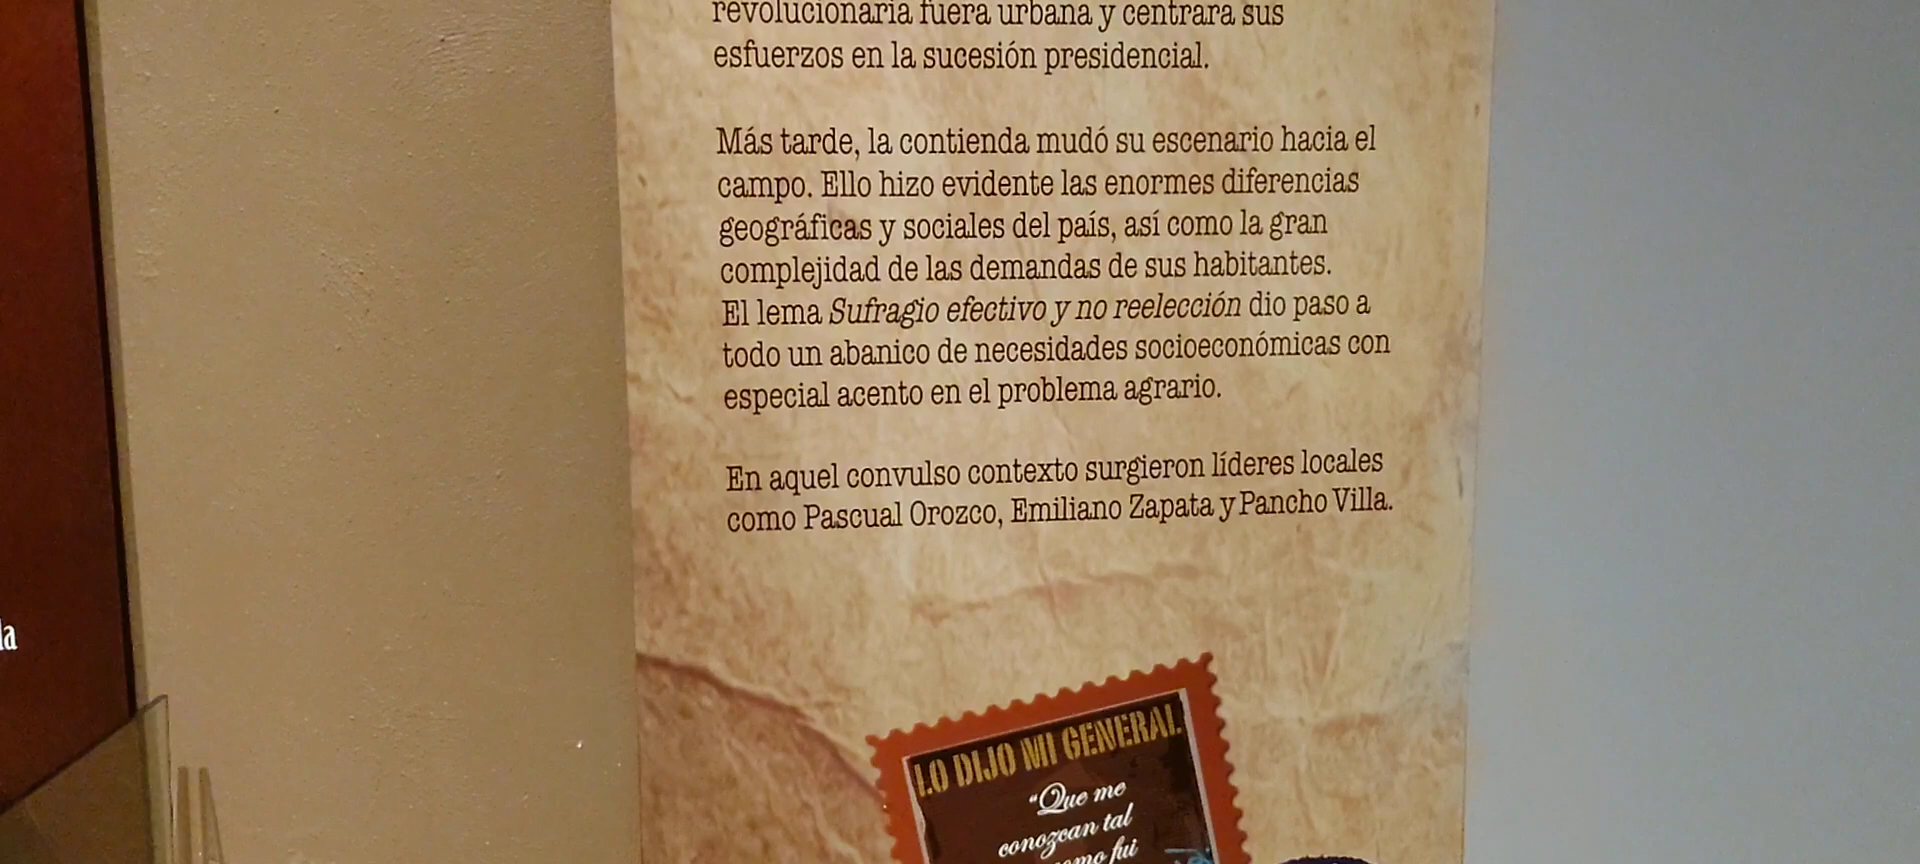 revolucionaria fuera urbana y centrara sus
esfuerzos en la sucesión presidencial.
Más tarde, la contienda mudó su escenario hacia el
campo. Ello hizo evidente las enormes diferencias
geográficas y sociales del país, así como la gran
complejidad de las demandas de sus habitantes.
El lema Sufragio efectivo y no reelección dio paso a
todo un abanico de necesidades socioeconómicas con
especial acento en el problema agrario.
En aquel convulso contexto surgieron líderes locales
como Pascual Orozco, Emiliano Zapata y Pancho Villa.
la
LO DIJO MI GENERAL
“Que me
conozcan tal
como fui